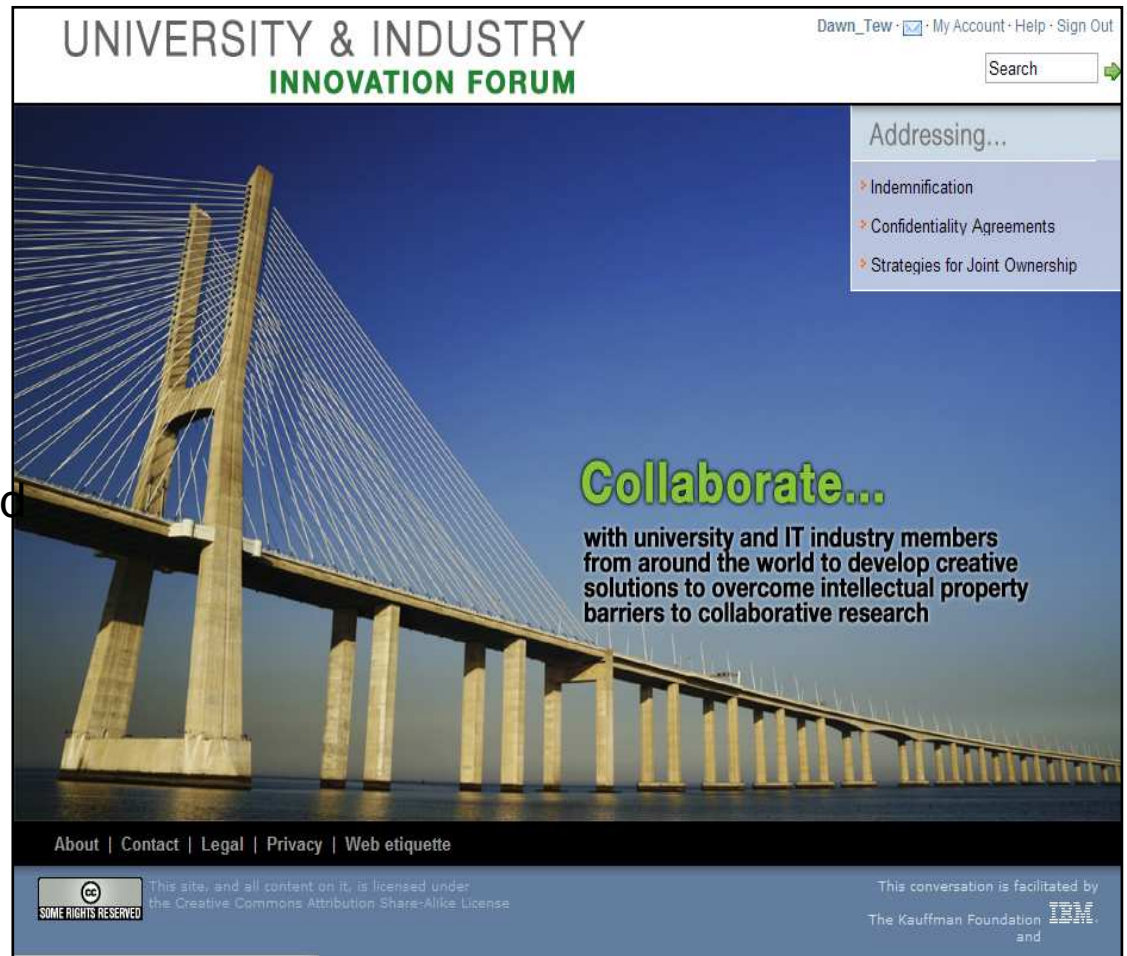 UNIVERSITY & INDUSTRY
INNOVATION FORUM
Dawn_Tew · My Account · Help · Sign Out
Search
Addressing...
Indemnification
Confidentiality Agreements
Strategies for Joint Ownership
d
Collaborate...
with university and IT industry members
from around the world to develop creative
solutions to overcome intellectual property
barriers to collaborative research
About | Contact | Legal | Privacy | Web etiquette
cc
SOME RIGHTS RESERVED
This site, and all content on it, is licensed under
the Creative Commons Attribution Share-Alike License
This conversation is facilitated by
The Kauffman Foundation IBM.
and